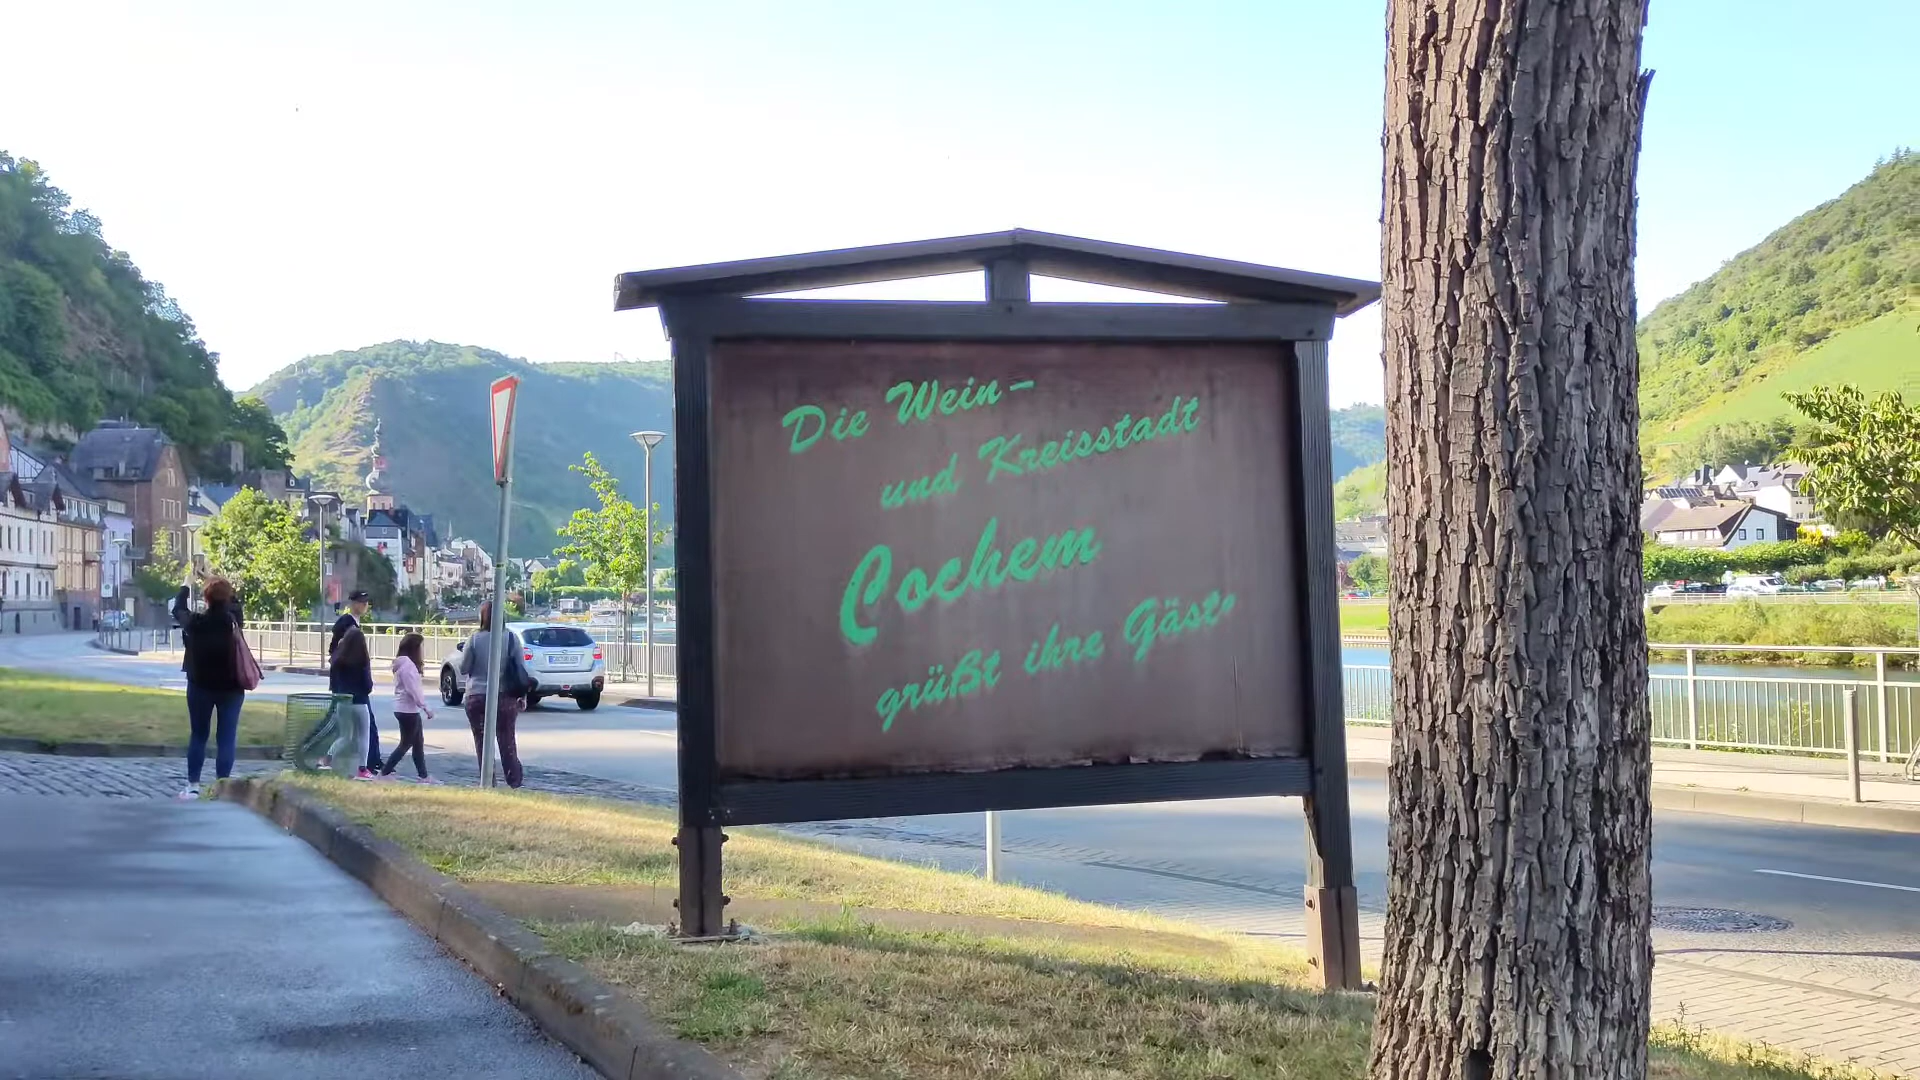 Die Wein-
und Kreisstadt
Cochem
grüßt ihre Gäste